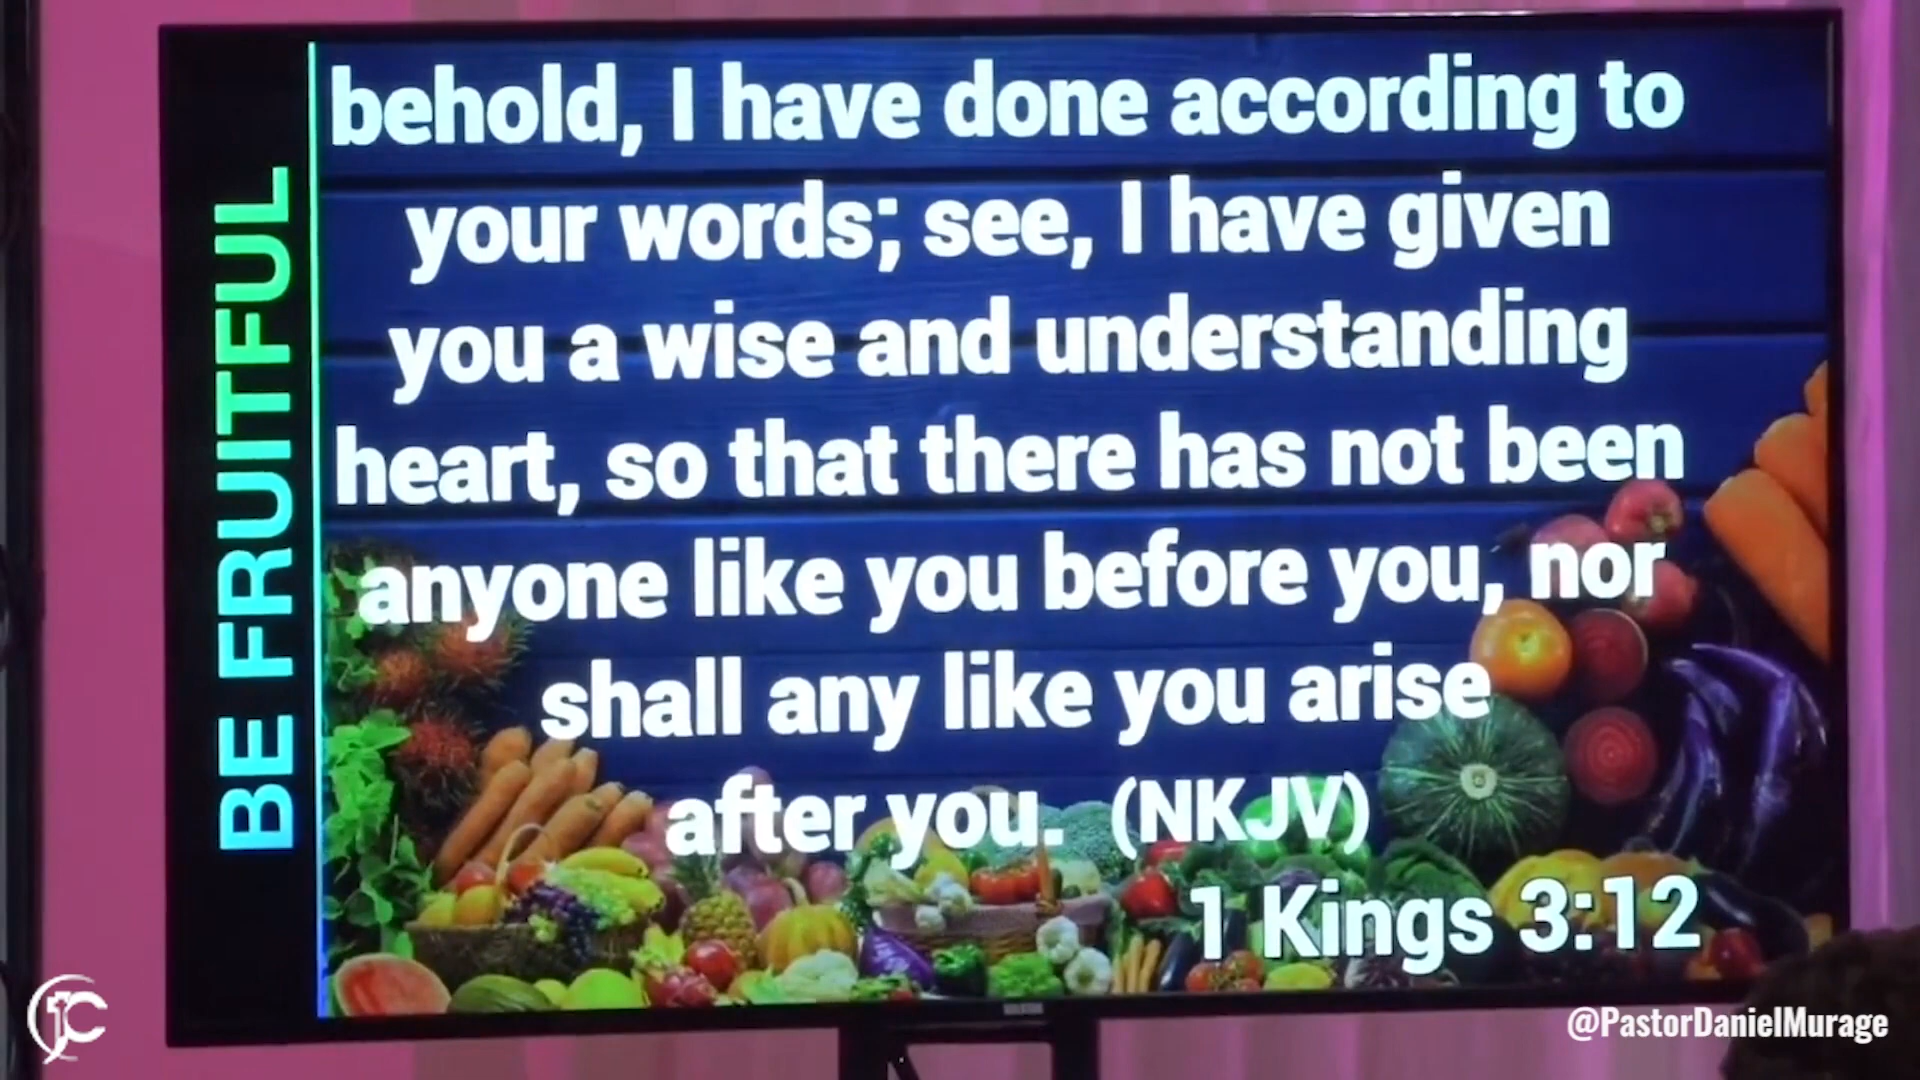 BE FRUITFUL
behold, I have done according to
your words; see, I have given
you a wise and understanding
heart, so that there has not been
anyone like you before you, nor
shall any like you arise
after you. (NKJV)
1 Kings 3:12
@PastorDanielMurage